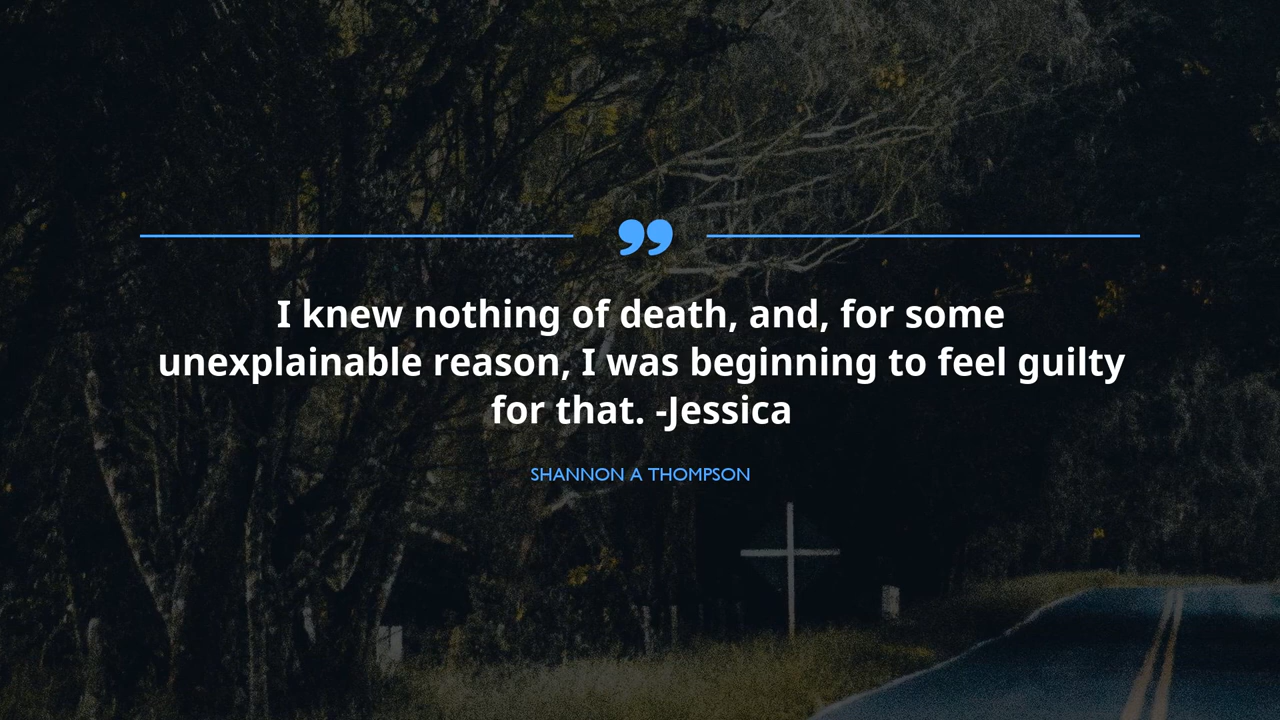 ”
I knew nothing of death, and, for some
unexplainable reason, I was beginning to feel guilty
for that. -Jessica
SHANNON A THOMPSON